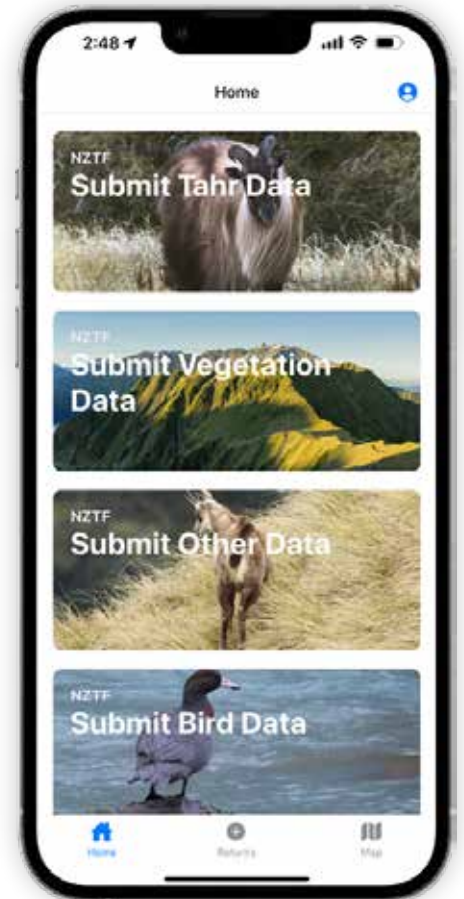 2:48
Home
NZTF
Submit Tahr Data
NZTF
Submit Vegetation
Data
NZTF
Submit Other Data
NZTF
Submit Bird Data
Home
Returns
Map